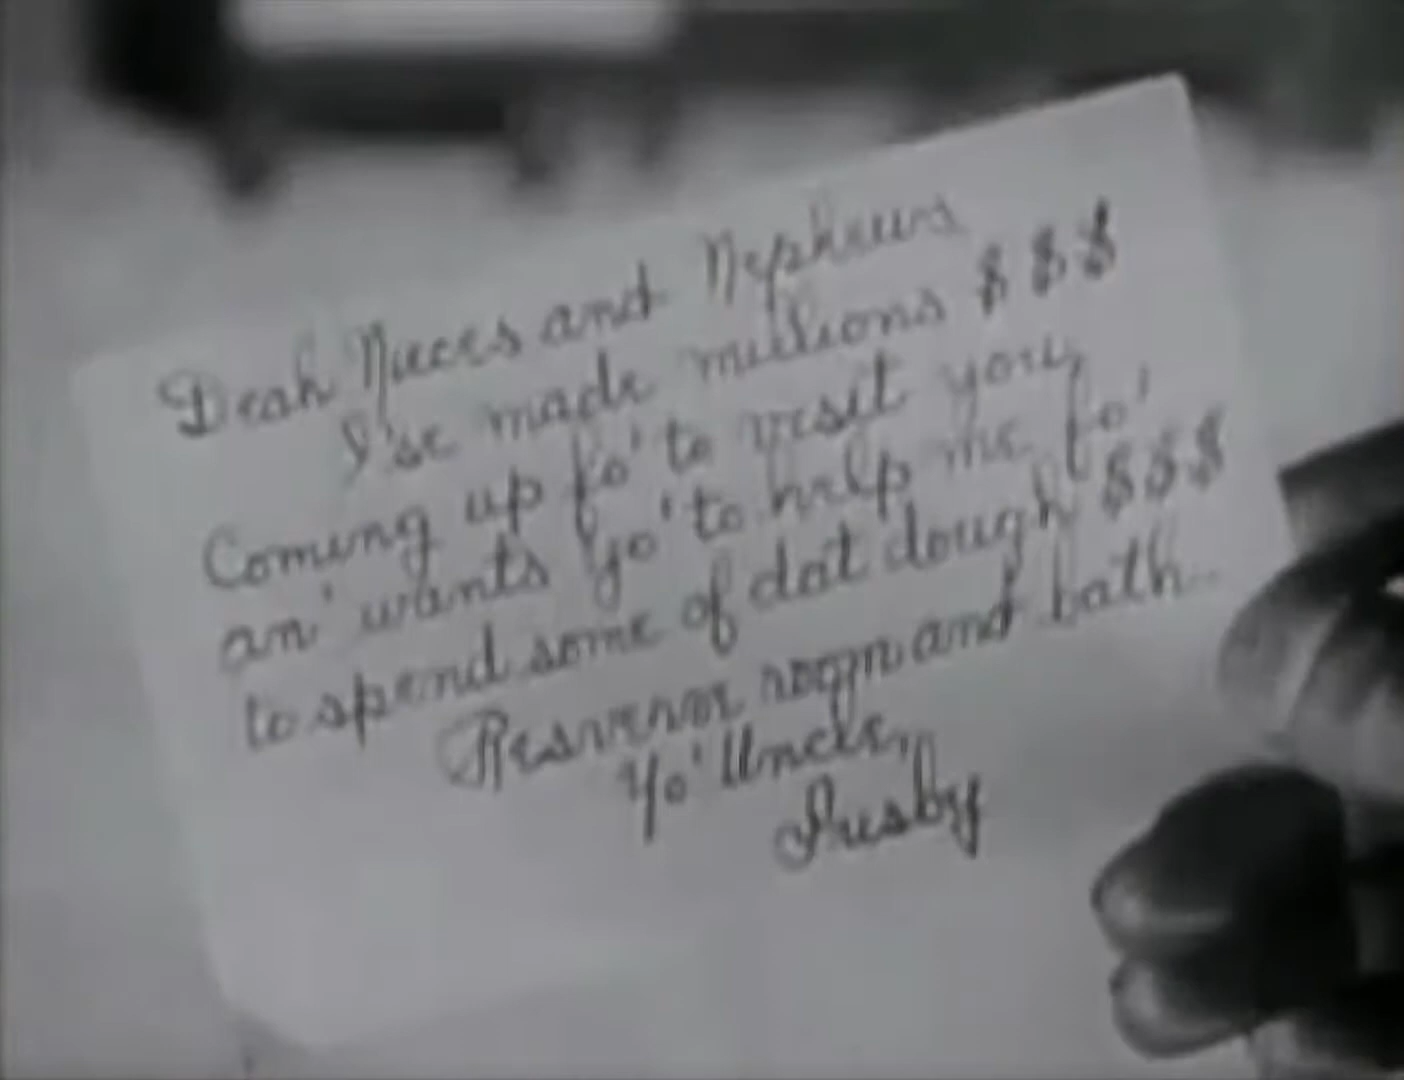 Deah Nieces and Nephews
I'se made millions $$$
Coming up fo' to visit you,
an' wants yo' to help me fo'
to spend some of dat dough $$$
Reserve room and bath
Yo' Uncle,